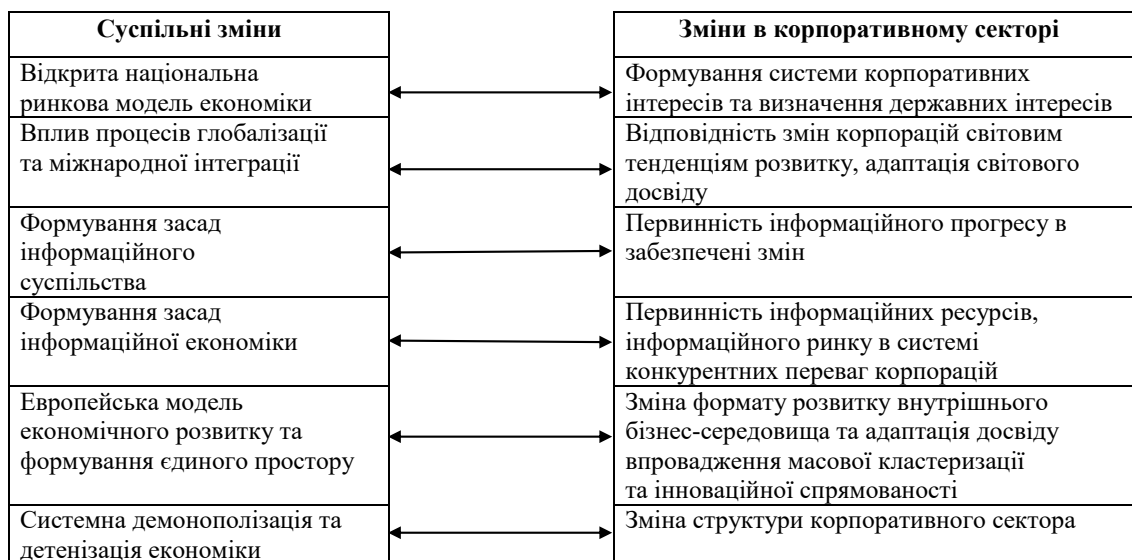 Суспільні зміни
Зміни в корпоративному секторі
Відкрита національна
ринкова модель економіки
Формування системи корпоративних
інтересів та визначення державних інтересів
Вплив процесів глобалізації
та міжнародної інтеграції
Відповідність змін корпорацій світовим
тенденціям розвитку, адаптація світового
досвіду
Формування засад
інформаційного
суспільства
Первинність інформаційного прогресу в
забезпечені змін
Формування засад
інформаційної економіки
Первинність інформаційних ресурсів,
інформаційного ринку в системі
конкурентних переваг корпорацій
Европейська модель
економічного розвитку та
формування єдиного простору
Зміна формату розвитку внутрішнього
бізнес-середовища та адаптація досвіду
впровадження масової кластеризації
та інноваційної спрямованості
Системна демонополізація та
детенізація економіки
Зміна структури корпоративного сектора